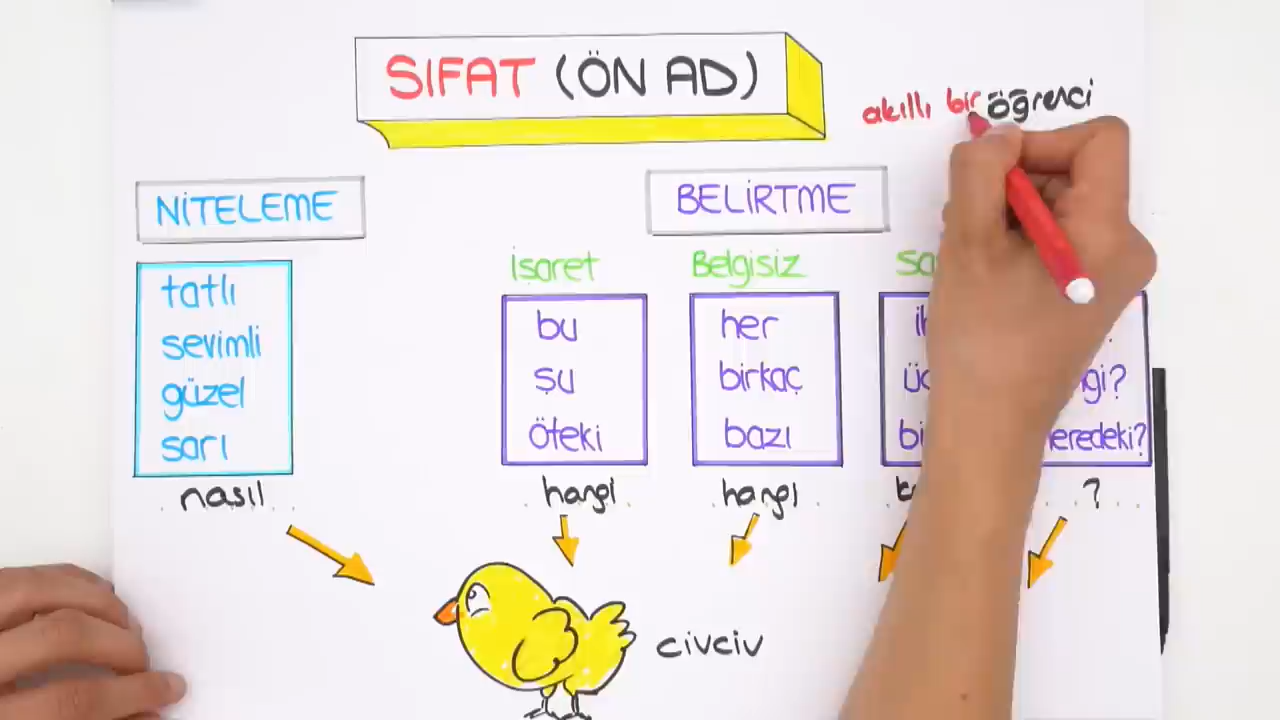 SIFAT (ÖN AD)
akıllı bir öğrenci
NİTELEME
BELİRTME
tatlı
sevimli
güzel
sarı
nasıl
işaret
bu
şu
Öteki
hangi
Belgisiz
her
birkaç
bazı
hangi
?
civciv